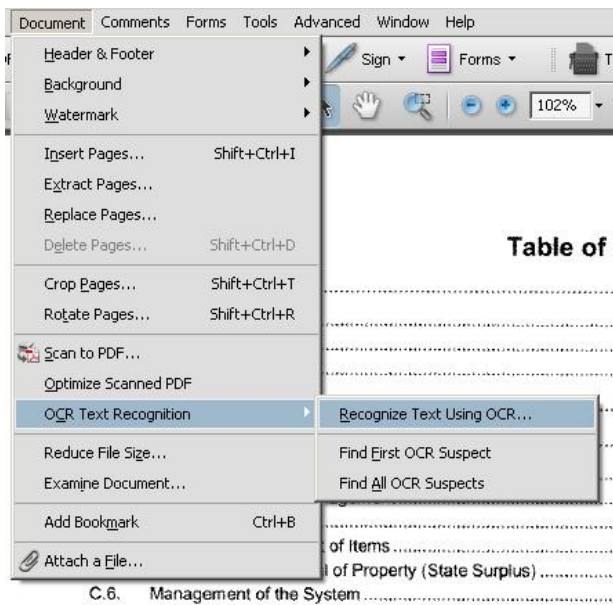 Document Comments Forms Tools Advanced Window Help
Header & Footer
Sign Forms T
Background
Watermark
102%
Insert Pages... Shift+Ctrl+I
Extract Pages...
Replace Pages...
Delete Pages... Shift+Ctrl+D
Table of
Crop Pages... Shift+Ctrl+T
Rotate Pages... Shift+Ctrl+R
Scan to PDF...
Optimize Scanned PDF
OCR Text Recognition
Recognize Text Using OCR...
Reduce File Size...
Find First OCR Suspect
Examine Document...
Find All OCR Suspects
Add Bookmark Ctrl+B
of Items
Attach a File...
of Property (State Surplus)
C.6. Management of the System